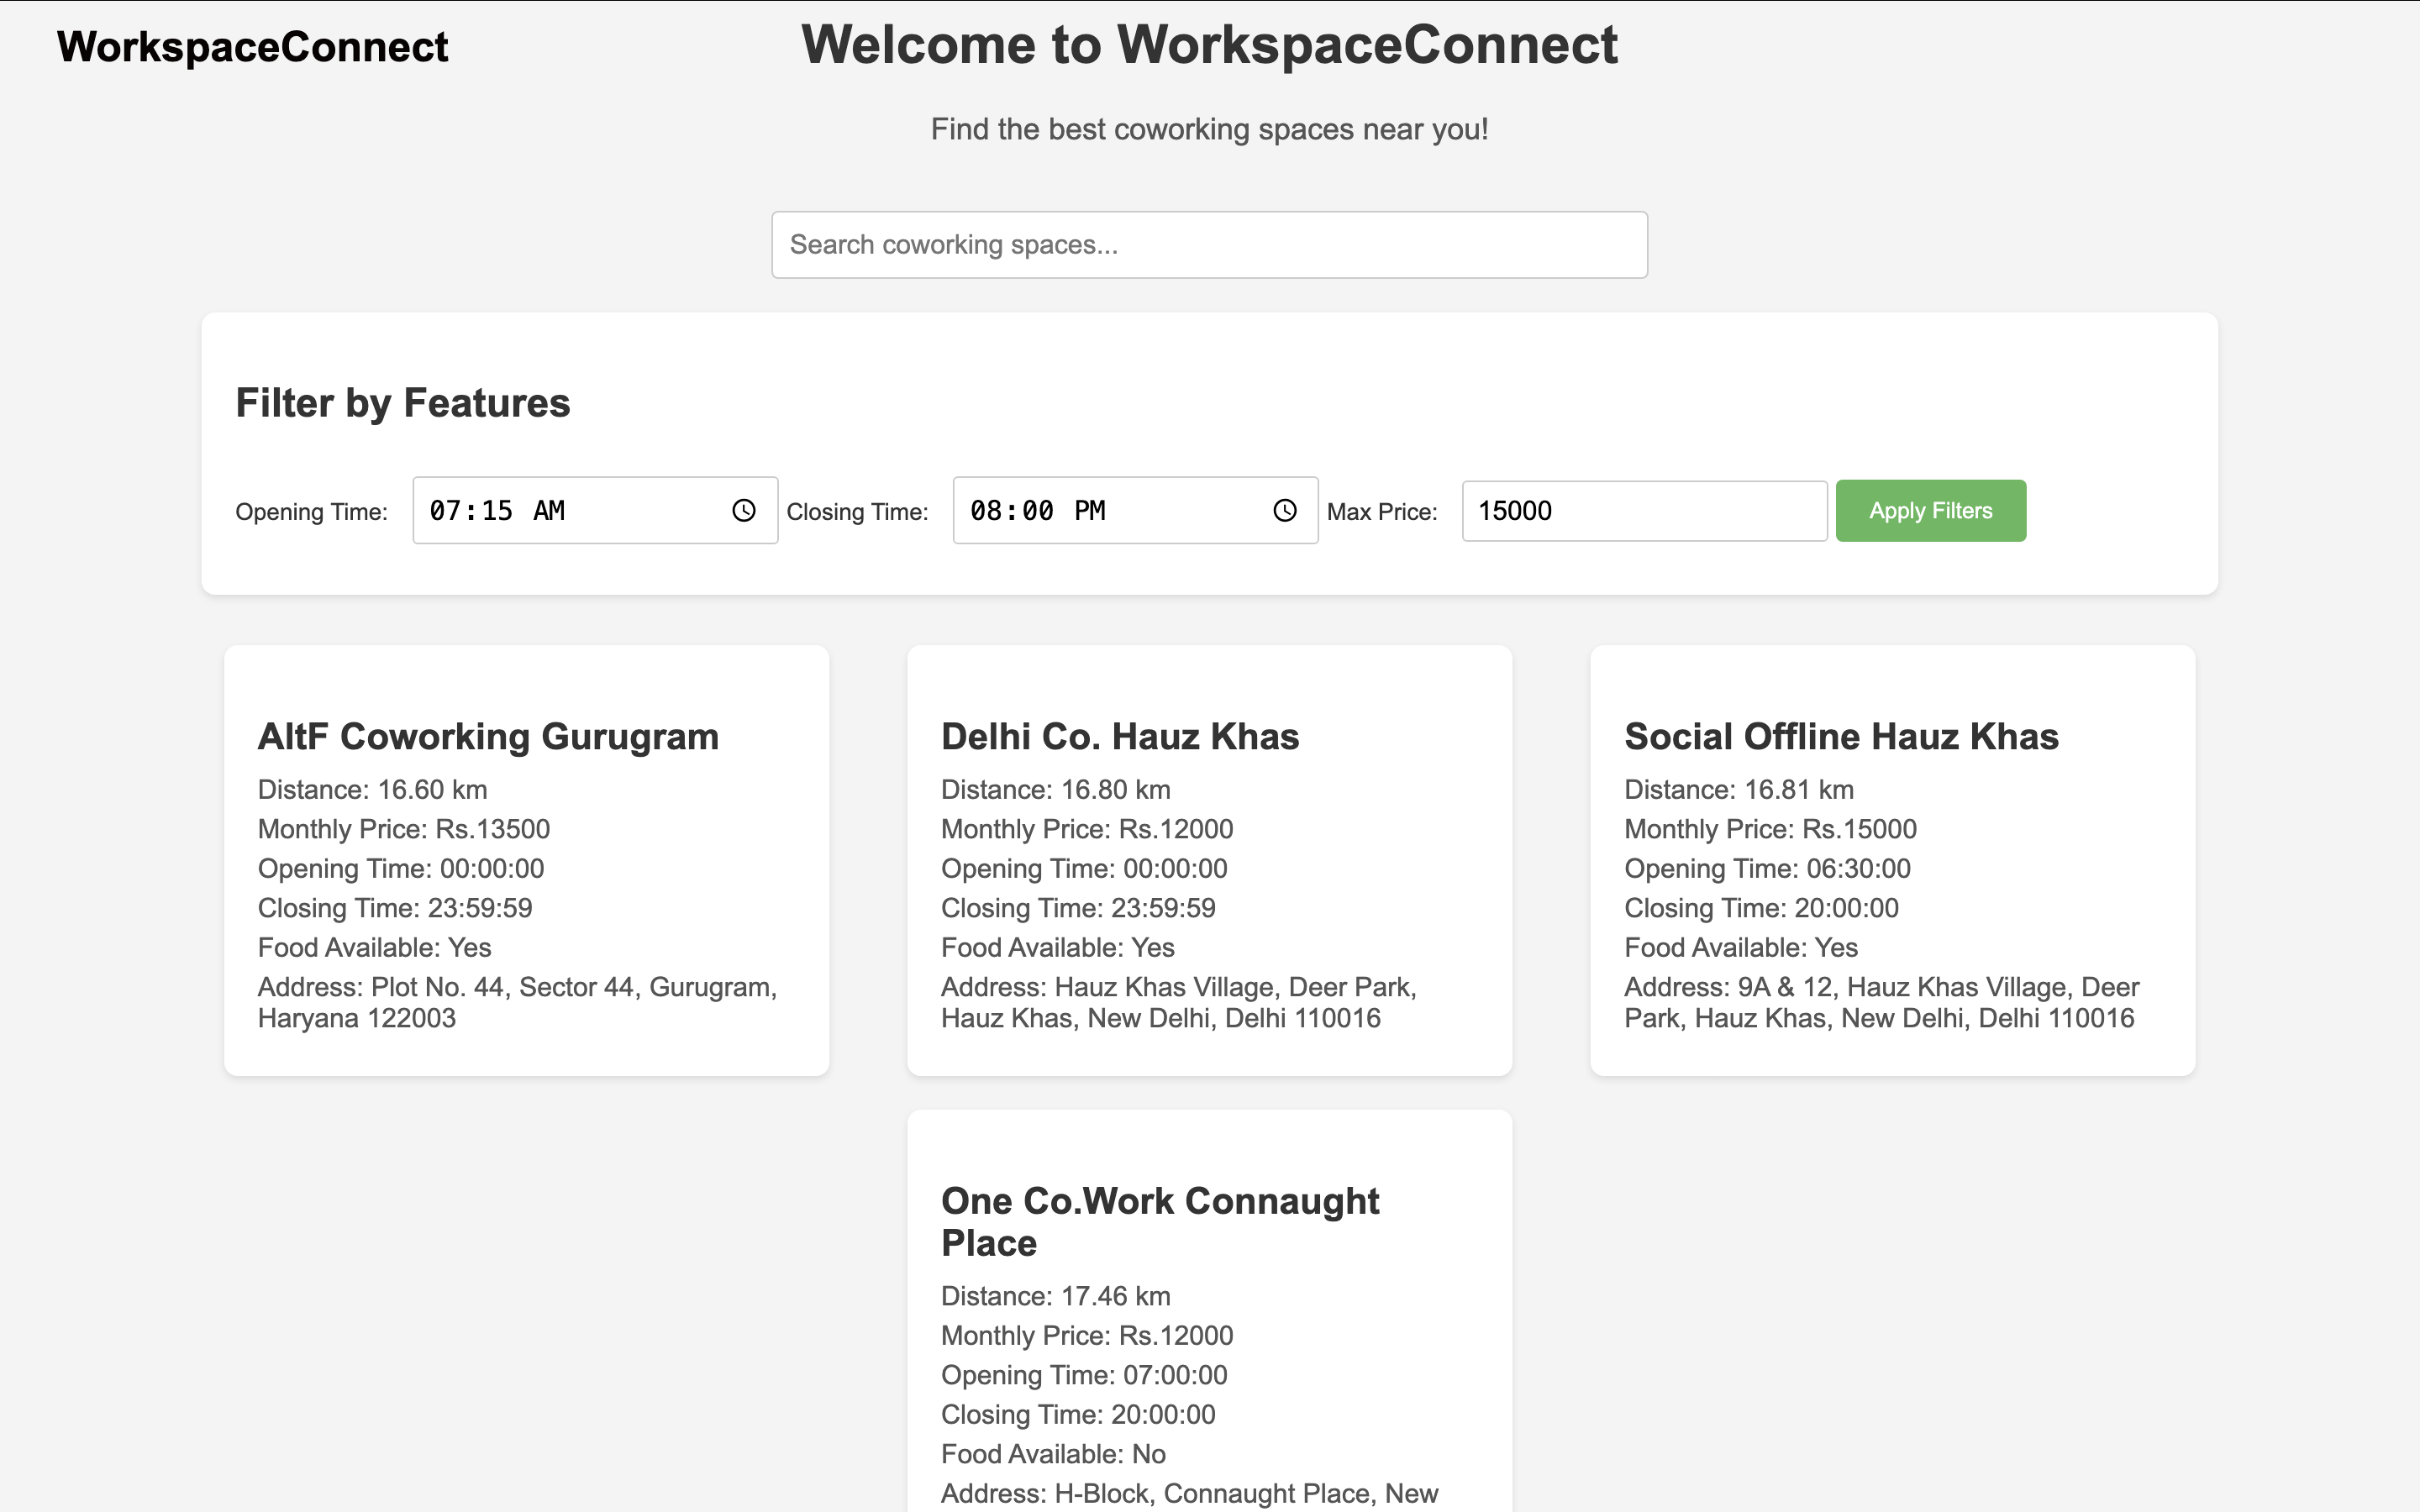 WorkspaceConnect
Welcome to WorkspaceConnect
Find the best coworking spaces near you!
Search coworking spaces...
Filter by Features
Opening Time: 07:15 AM Closing Time: 08:00 PM Max Price: 15000 Apply Filters
AltF Coworking Gurugram
Distance: 16.60 km
Monthly Price: Rs.13500
Opening Time: 00:00:00
Closing Time: 23:59:59
Food Available: Yes
Address: Plot No. 44, Sector 44, Gurugram,
Haryana 122003
Delhi Co. Hauz Khas
Distance: 16.80 km
Monthly Price: Rs.12000
Opening Time: 00:00:00
Closing Time: 23:59:59
Food Available: Yes
Address: Hauz Khas Village, Deer Park,
Hauz Khas, New Delhi, Delhi 110016
Social Offline Hauz Khas
Distance: 16.81 km
Monthly Price: Rs.15000
Opening Time: 06:30:00
Closing Time: 20:00:00
Food Available: Yes
Address: 9A & 12, Hauz Khas Village, Deer
Park, Hauz Khas, New Delhi, Delhi 110016
One Co.Work Connaught
Place
Distance: 17.46 km
Monthly Price: Rs.12000
Opening Time: 07:00:00
Closing Time: 20:00:00
Food Available: No
Address: H-Block, Connaught Place, New